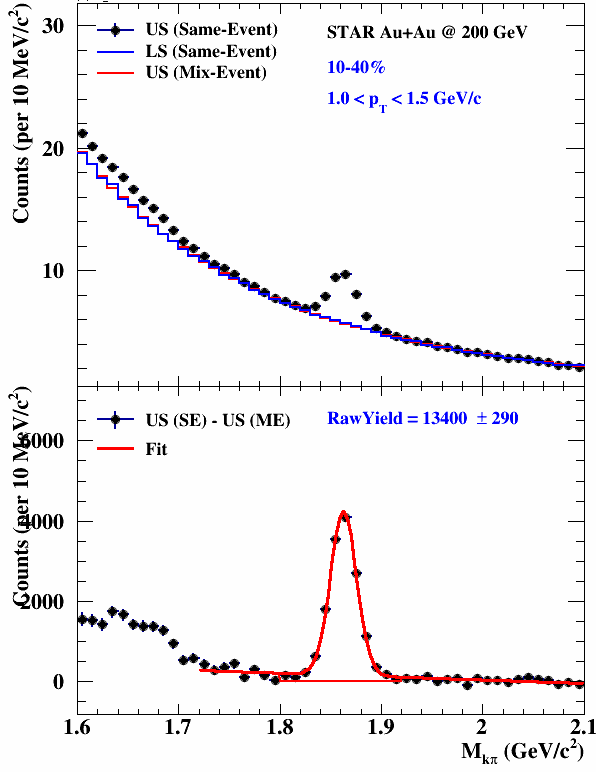 30
US (Same-Event)
LS (Same-Event)
US (Mix-Event)
STAR Au+Au @ 200 GeV
10-40%
1.0 < p_T < 1.5 GeV/c
20
10
Counts (per 10 MeV/c²)
US (SE) - US (ME)
Fit
RawYield = 13400 ± 290
6000
4000
2000
0
Counts (per 10 MeV/c²)
1.6 1.7 1.8 1.9 2 2.1
M_kπ (GeV/c²)